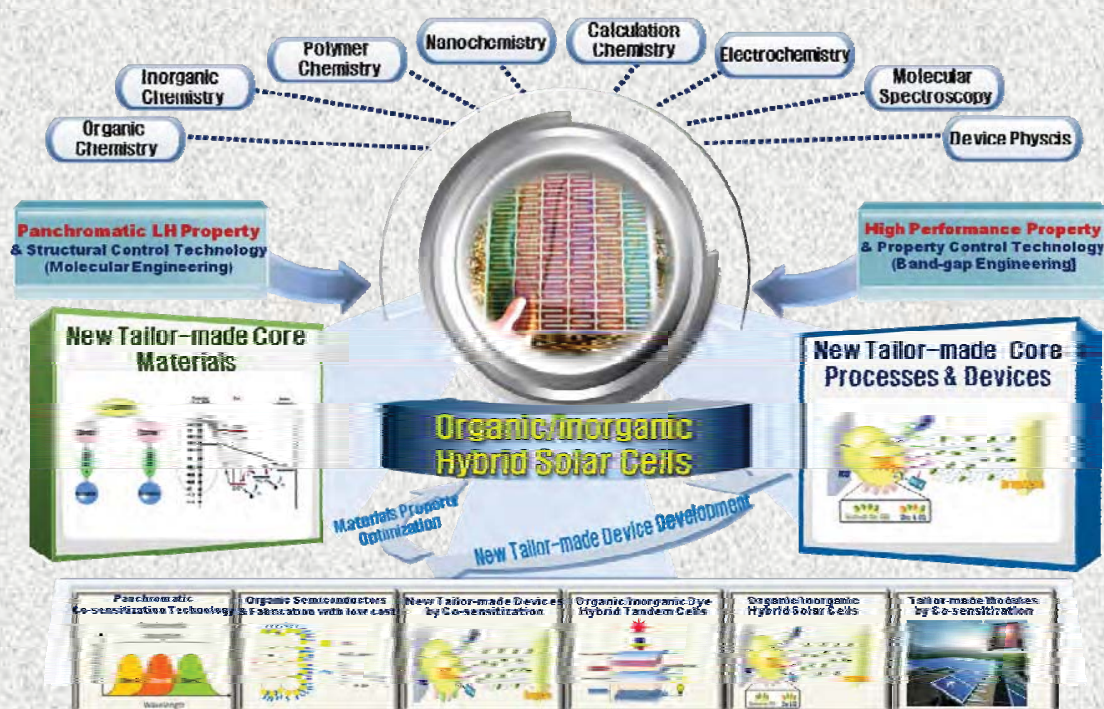 Nanochemistry
Calculation
Chemistry
Polymer
Chemistry
Electrochemistry
Inorganic
Chemistry
Molecular
Spectroscopy
Organic
Chemistry
Device Physcis
Panchromatic LH Property
& Structural Control Technology
(Molecular Engineering)
High Performance Property
& Property Control Technology
(Band-gap Engineering]
New Tailor-made Core
Materials
New Tailor-made Core
Processes & Devices
Organic/Inorganic
Hybrid Solar Cells
Materials Property
Optimization
New Tailor-made Device Development
Panchromatic
Co-sensitization Technology
Organic Semiconductors
& Fabrication with low cost
New Tailor-made Devices
by Co-sensitization
Organic/Inorganic Dye
Hybrid Tandem Cells
Organic/Inorganic
Hybrid Solar Cells
Tailor-made Modules
by Co-sensitization
Wavelength